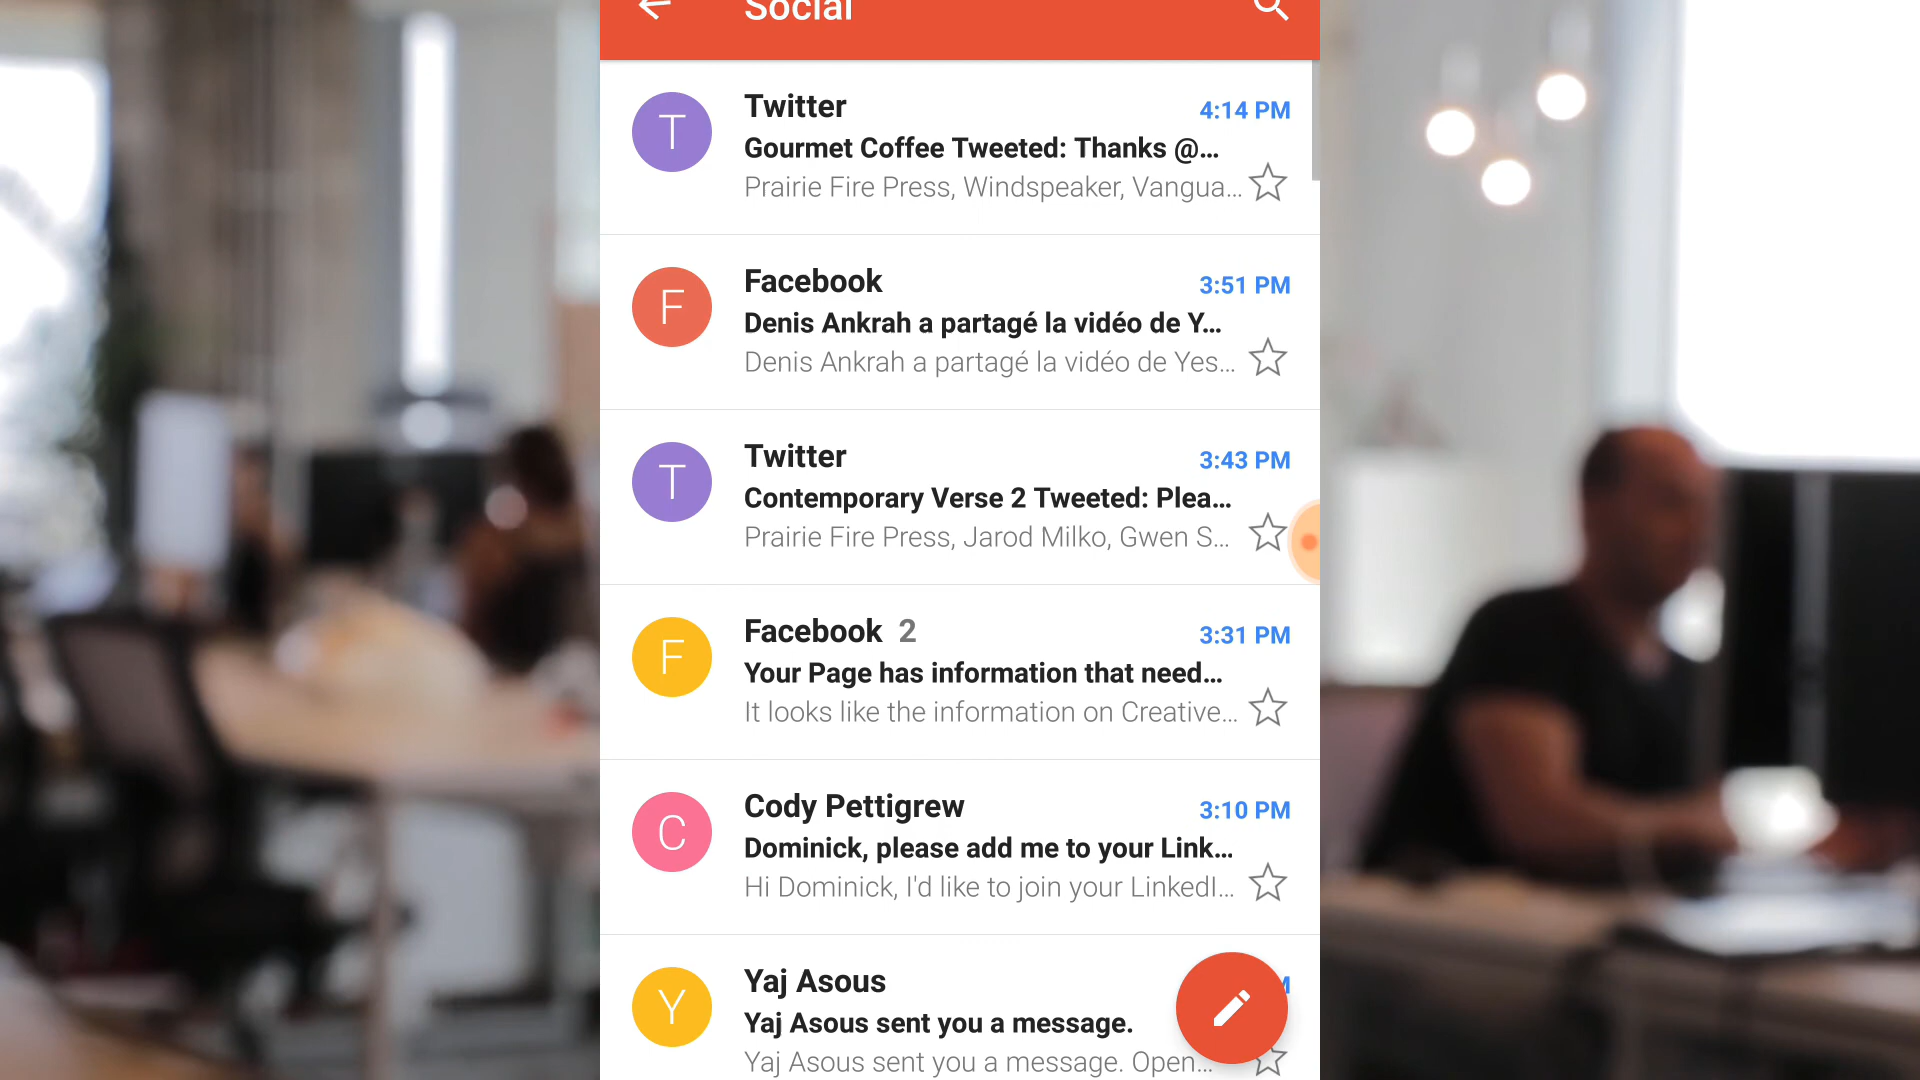 Social
T
Twitter
4:14 PM
Gourmet Coffee Tweeted: Thanks @...
Prairie Fire Press, Windspeaker, Vangua...
F
Facebook
3:51 PM
Denis Ankrah a partagé la vidéo de Y...
Denis Ankrah a partagé la vidéo de Yes...
T
Twitter
3:43 PM
Contemporary Verse 2 Tweeted: Plea...
Prairie Fire Press, Jarod Milko, Gwen S...
F
Facebook 2
3:31 PM
Your Page has information that need...
It looks like the information on Creative...
C
Cody Pettigrew
3:10 PM
Dominick, please add me to your Link...
Hi Dominick, I'd like to join your LinkedI...
Y
Yaj Asous
Yaj Asous sent you a message.
Yaj Asous sent you a message. Open...